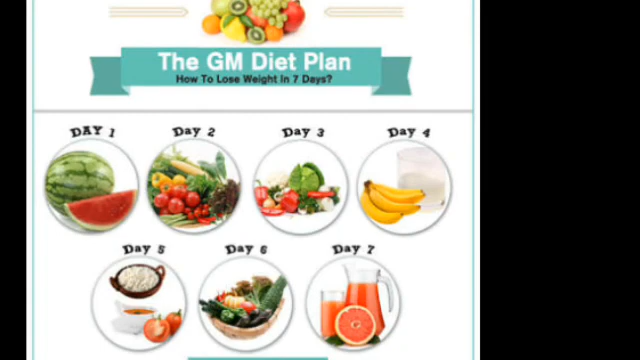 The GM Diet Plan
How To Lose Weight In 7 Days?
DAY 1
Day 2
Day 3
Day 4
Day 5
Day 6
Day 7